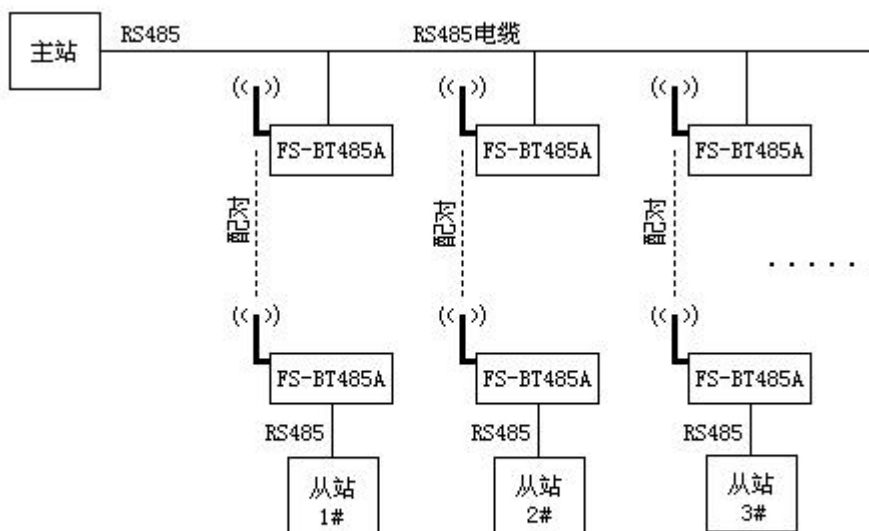 主站
RS485
RS485电缆
((·))
((·))
((·))
FS-BT485A
FS-BT485A
FS-BT485A
配对
配对
配对
·····
((·))
((·))
((·))
FS-BT485A
FS-BT485A
FS-BT485A
RS485
RS485
RS485
从站
1#
从站
2#
从站
3#